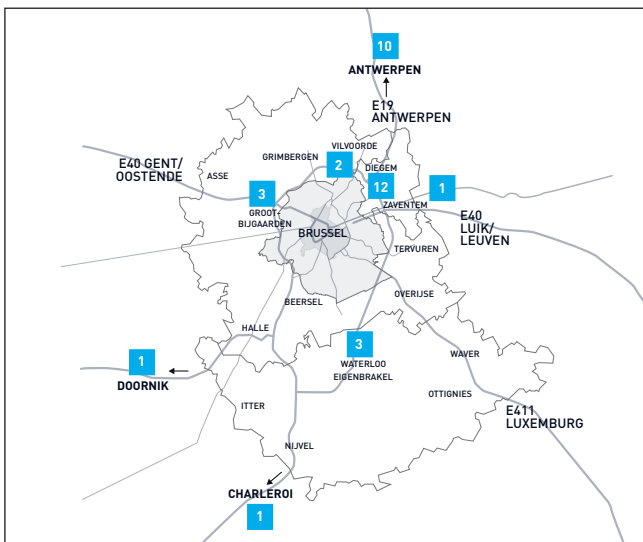 10
ANTWERPEN
E19
ANTWERPEN
VILVOORDE
GRIMBERGEN
2
DIEGEM
E40 GENT/
OOSTENDE
ASSE
3
12
1
ZAVENTEM
GROOT-
BIJGAARDEN
BRUSSEL
E40
LUIK/
LEUVEN
TERVUREN
OVERIJSE
BEERSEL
HALLE
3
WATERLOO
EIGENBRAKEL
WAVER
1
DOORNIK
OTTIGNIES
ITTER
E411
LUXEMBURG
NIJVEL
CHARLEROI
1